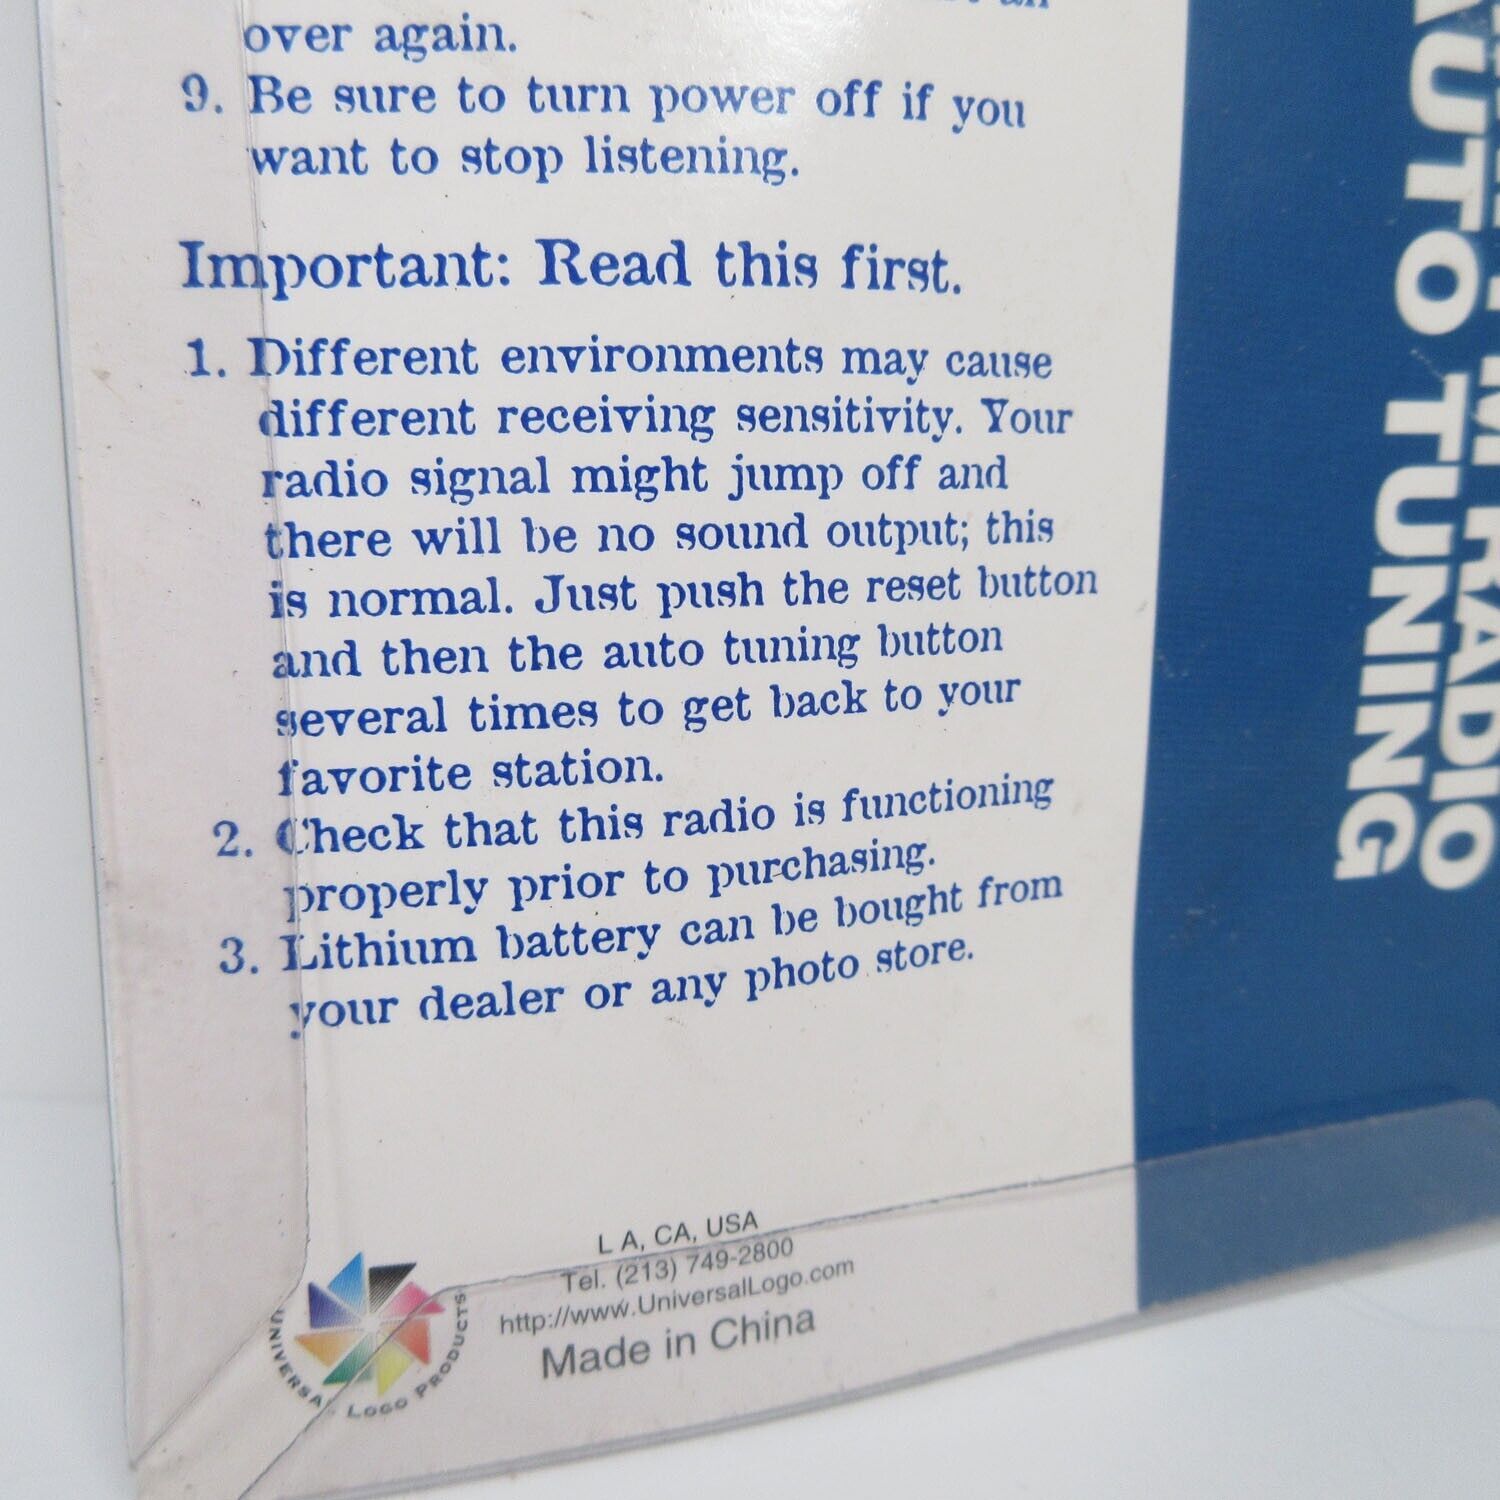 over again.
9. Be sure to turn power off if you
want to stop listening.
Important: Read this first.
1. Different environments may cause
different receiving sensitivity. Your
radio signal might jump off and
there will be no sound output; this
is normal. Just push the reset button
and then the auto tuning button
several times to get back to your
favorite station.
2. Check that this radio is functioning
properly prior to purchasing.
3. Lithium battery can be bought from
your dealer or any photo store.
L A, CA, USA
Tel. (213) 749-2800
http://www.UniversalLogo.com
Made in China
UNIVERSAL LOGO PRODUCTS
RADIO
AUTO TUNING